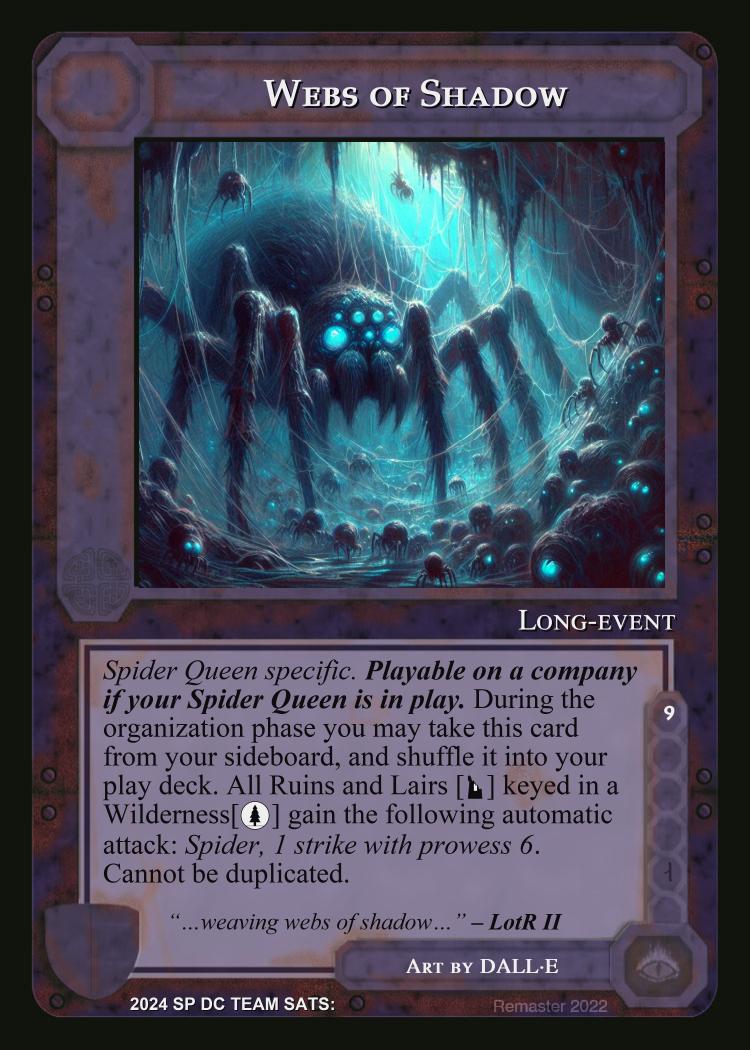 Webs of Shadow
Long-event
Spider Queen specific. Playable on a company
if your Spider Queen is in play. During the
organization phase you may take this card
from your sideboard, and shuffle it into your
play deck. All Ruins and Lairs [ ] keyed in a
Wilderness[ ] gain the following automatic
attack: Spider, 1 strike with prowess 6.
Cannot be duplicated.
9
“...weaving webs of shadow...” – LotR II
Art by DALL·E
2024 SP DC TEAM SATS:
Remaster 2022